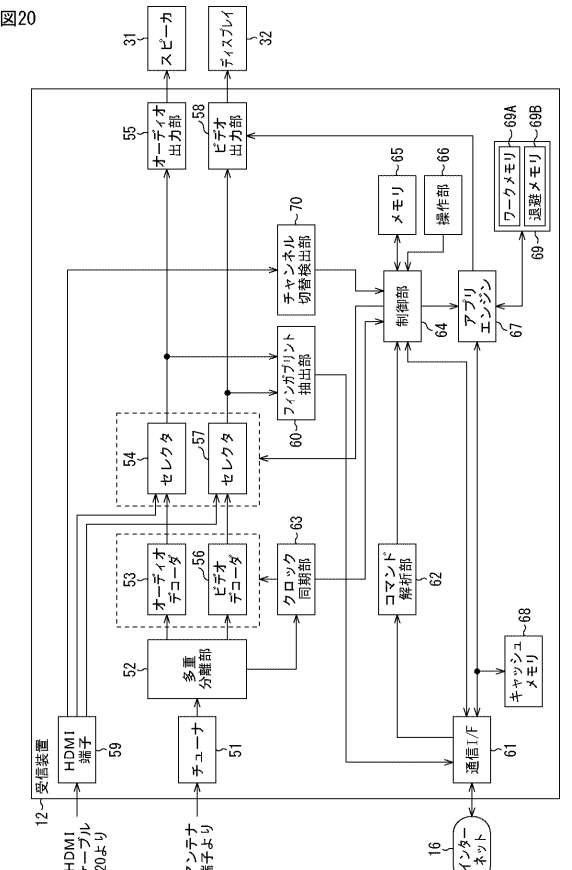 図20
31
スピーカ
32
ディスプレイ
55
オーディオ
出力部
58
ビデオ
出力部
65
メモリ
66
操作部
69A
ワークメモリ
69B
退避メモリ
69
70
チャンネル
切替検出部
制御部
64
アプリ
エンジン
67
フィンガプリント
抽出部
60
54
セレクタ
57
セレクタ
53
オーディオ
デコーダ
56
ビデオ
デコーダ
63
クロック
同期部
コマンド
解析部
62
68
キャッシュ
メモリ
52
多重
分離部
HDMI
端子
59
チューナ
51
通信I/F
61
12
受信装置
HDMI
ケーブル
20より
アンテナ
端子より
16
インター
ネット